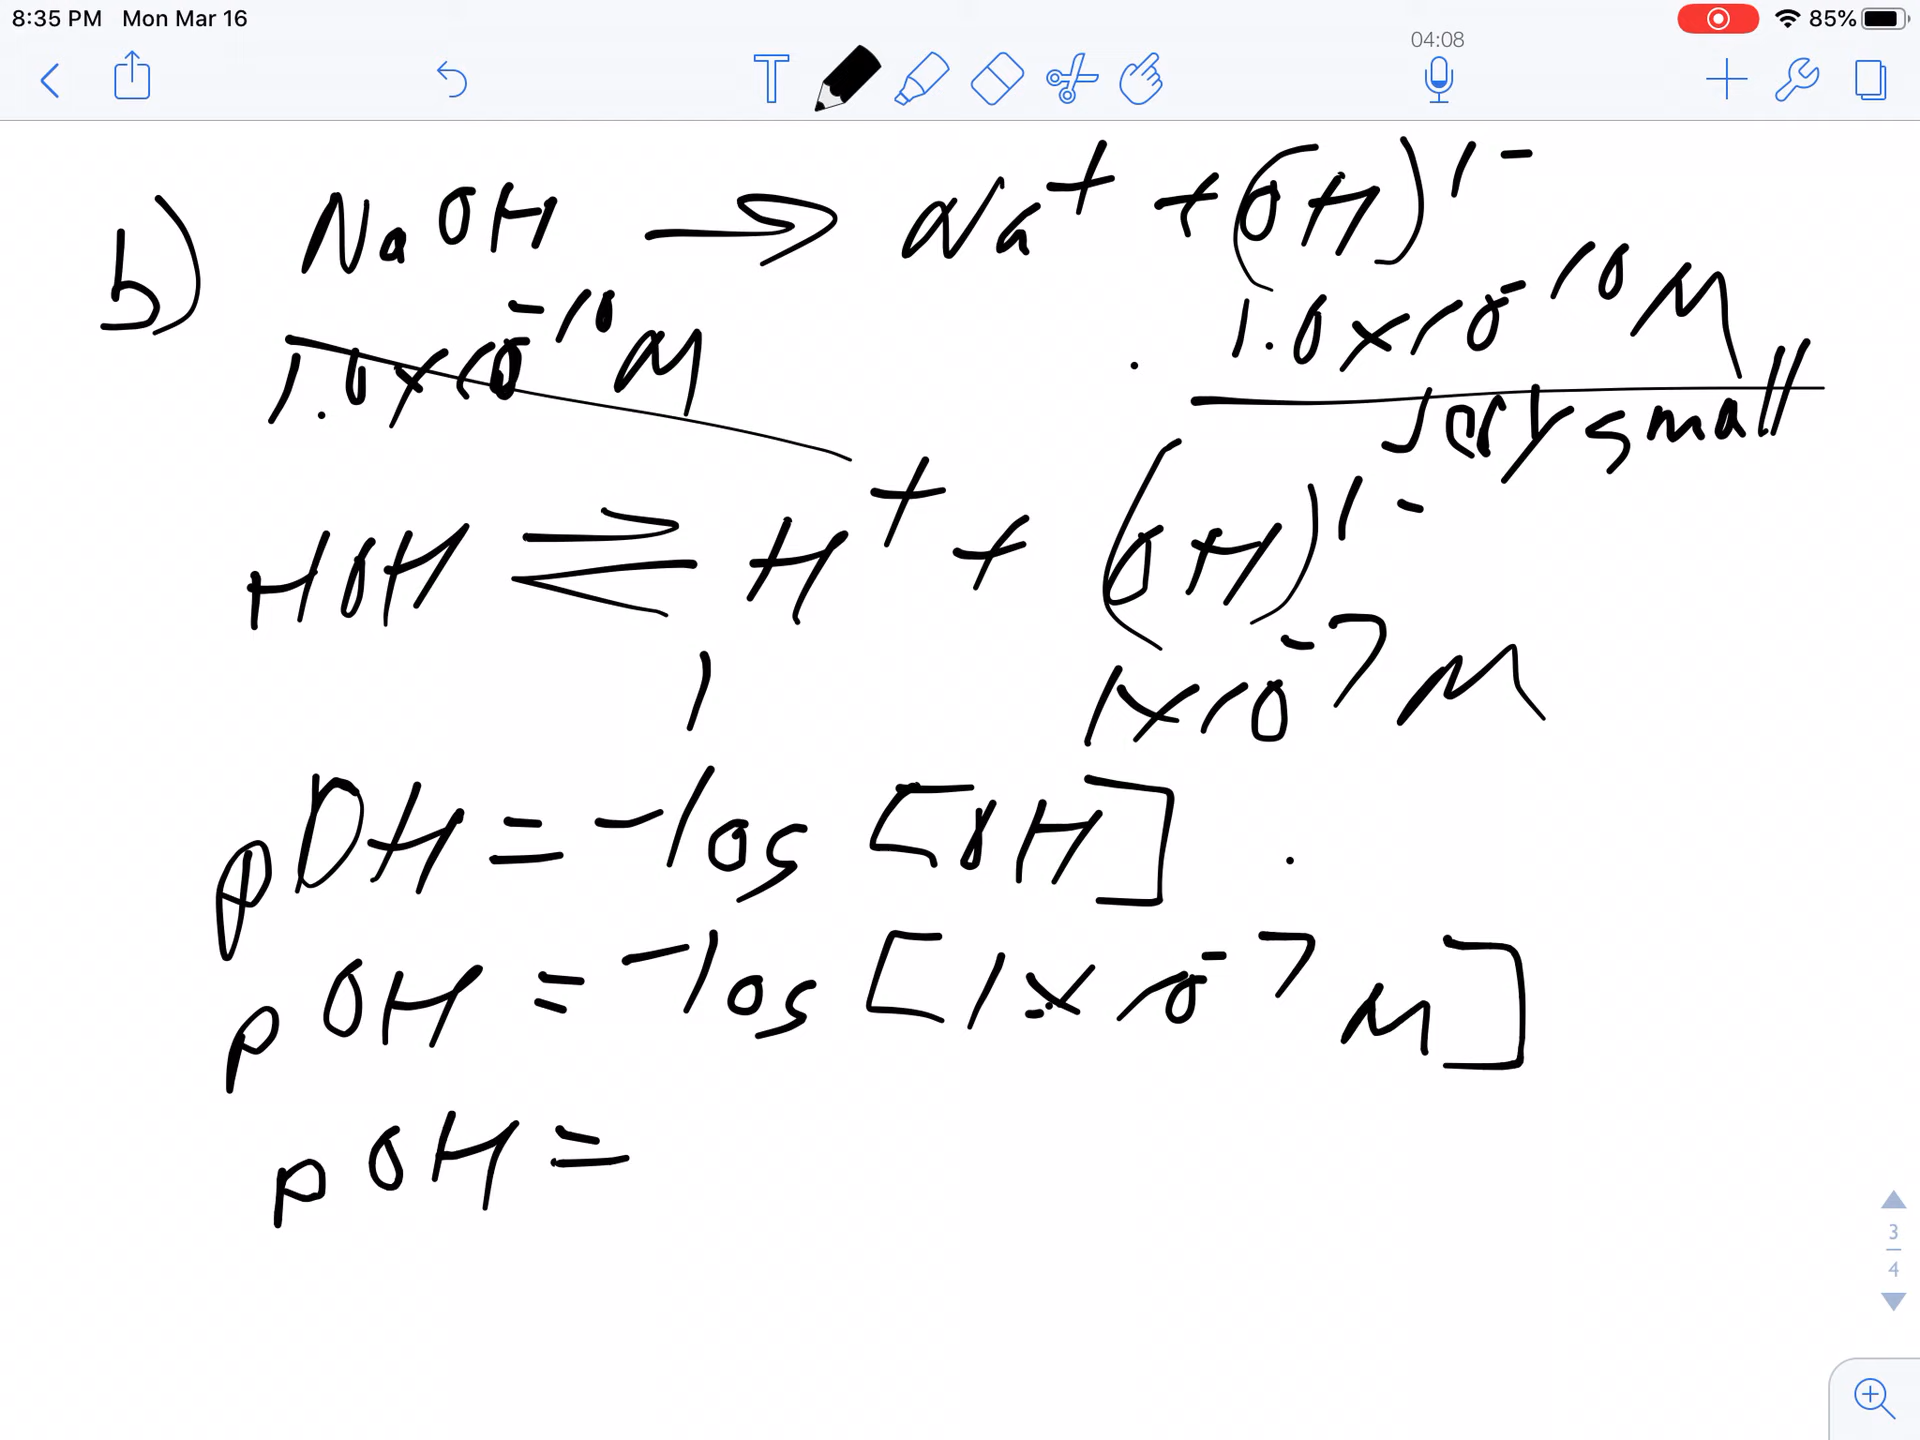 8:35 PM Mon Mar 16
85%
04:08
T
b) NaOH → Na⁺ + (OH)¹⁻
1.0x10⁻¹⁰ M 1.0x10⁻¹⁰ M
very small
HOH ⇌ H⁺ + (OH)¹⁻
1 1x10⁻⁷ M
pOH = -log [OH]
pOH = -log [1x10⁻⁷ M]
pOH =
3
4